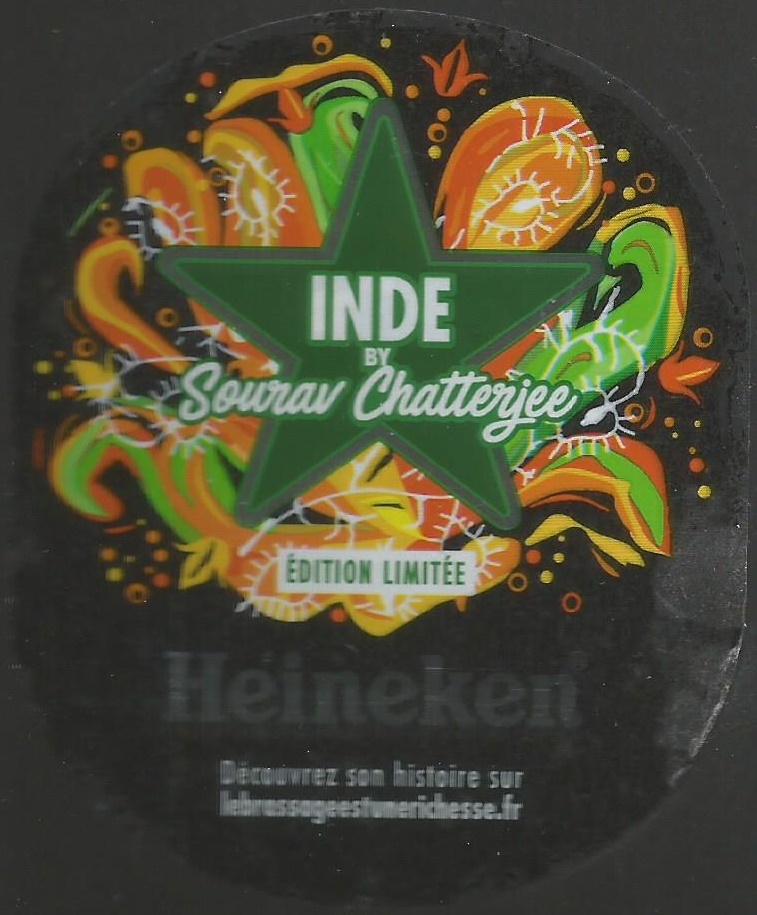 INDE
BY
Sourav Chatterjee
ÉDITION LIMITÉE
Heineken
Découvrez son histoire sur
lebrassageestunerichesse.fr